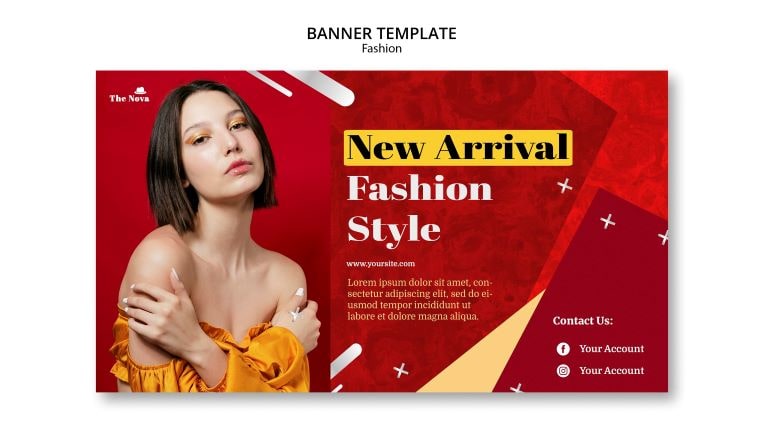 BANNER TEMPLATE
Fashion
The Nova
New Arrival
Fashion
Style
www.yoursite.com
Lorem ipsum dolor sit amet, con-
sectetur adipiscing elit, sed do ei-
usmod tempor incididunt ut
labore et dolore magna aliqua.
Contact Us:
Your Account
Your Account